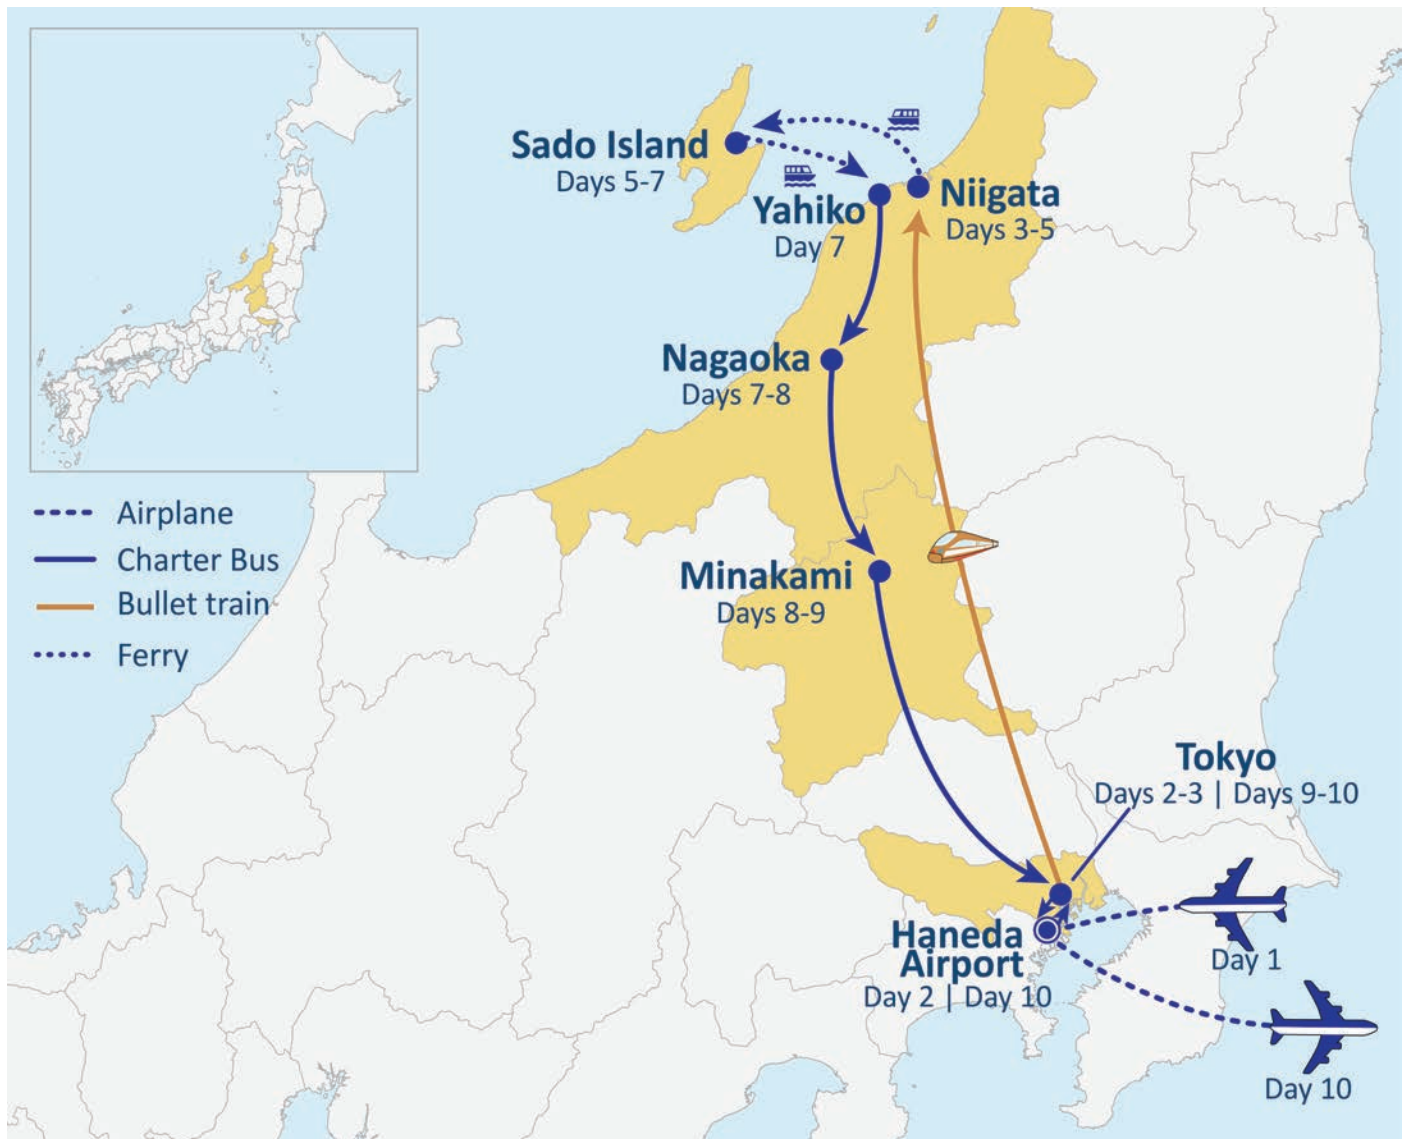 Sado Island
Days 5-7
Yahiko
Day 7
Niigata
Days 3-5
Nagaoka
Days 7-8
Airplane
Charter Bus
Bullet train
Ferry
Minakami
Days 8-9
Tokyo
Days 2-3 | Days 9-10
Haneda
Airport
Day 2 | Day 10
Day 1
Day 10